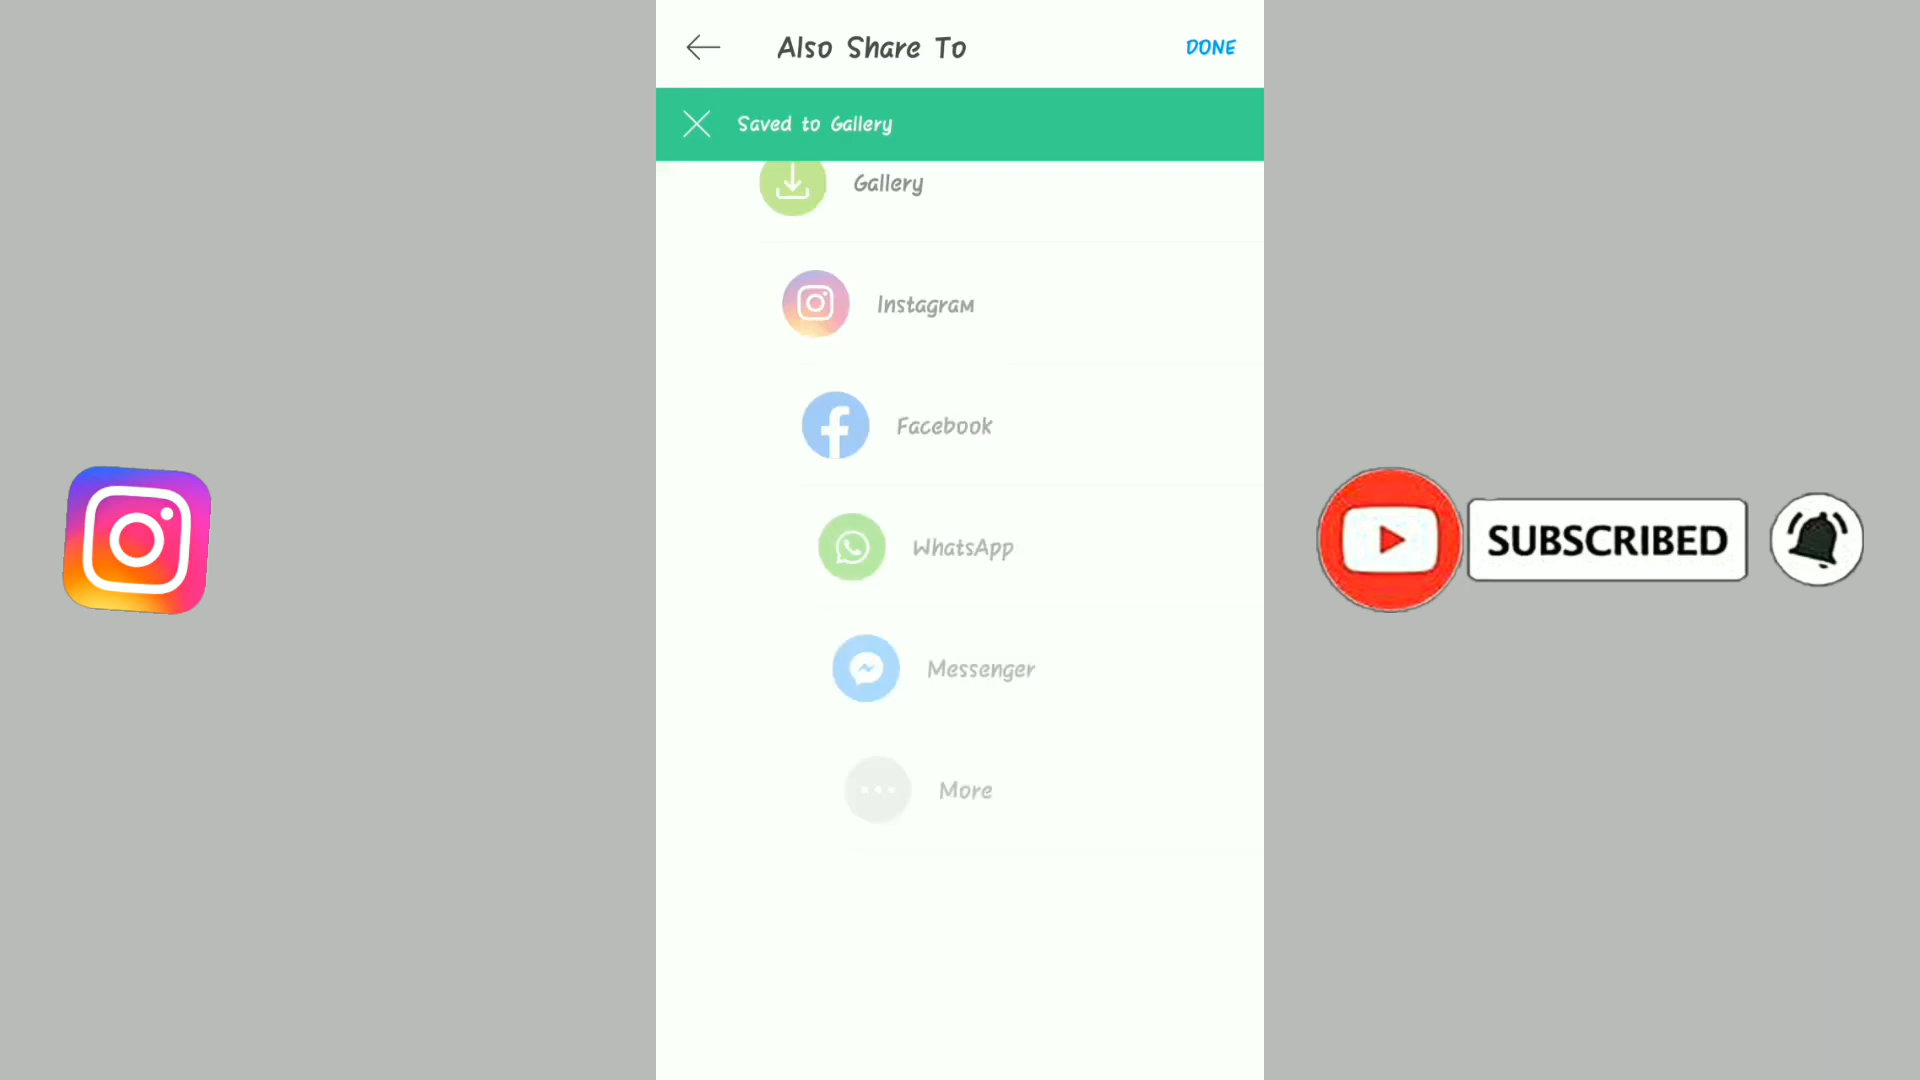 Also Share To
DONE
Saved to Gallery
Gallery
Instagram
Facebook
WhatsApp
Messenger
More
SUBSCRIBED